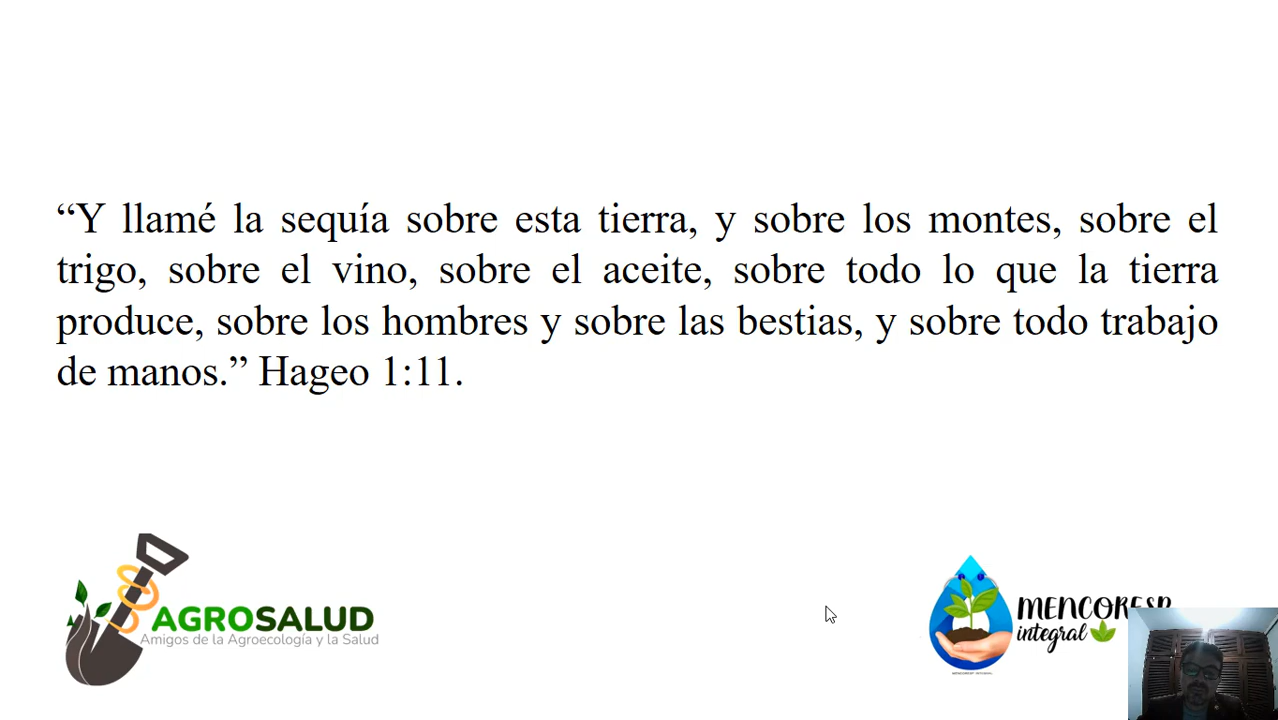 “Y llamé la sequía sobre esta tierra, y sobre los montes, sobre el
trigo, sobre el vino, sobre el aceite, sobre todo lo que la tierra
produce, sobre los hombres y sobre las bestias, y sobre todo trabajo
de manos.” Hageo 1:11.
AGROSALUD
Amigos de la Agroecología y la Salud
MENCORESP
integral